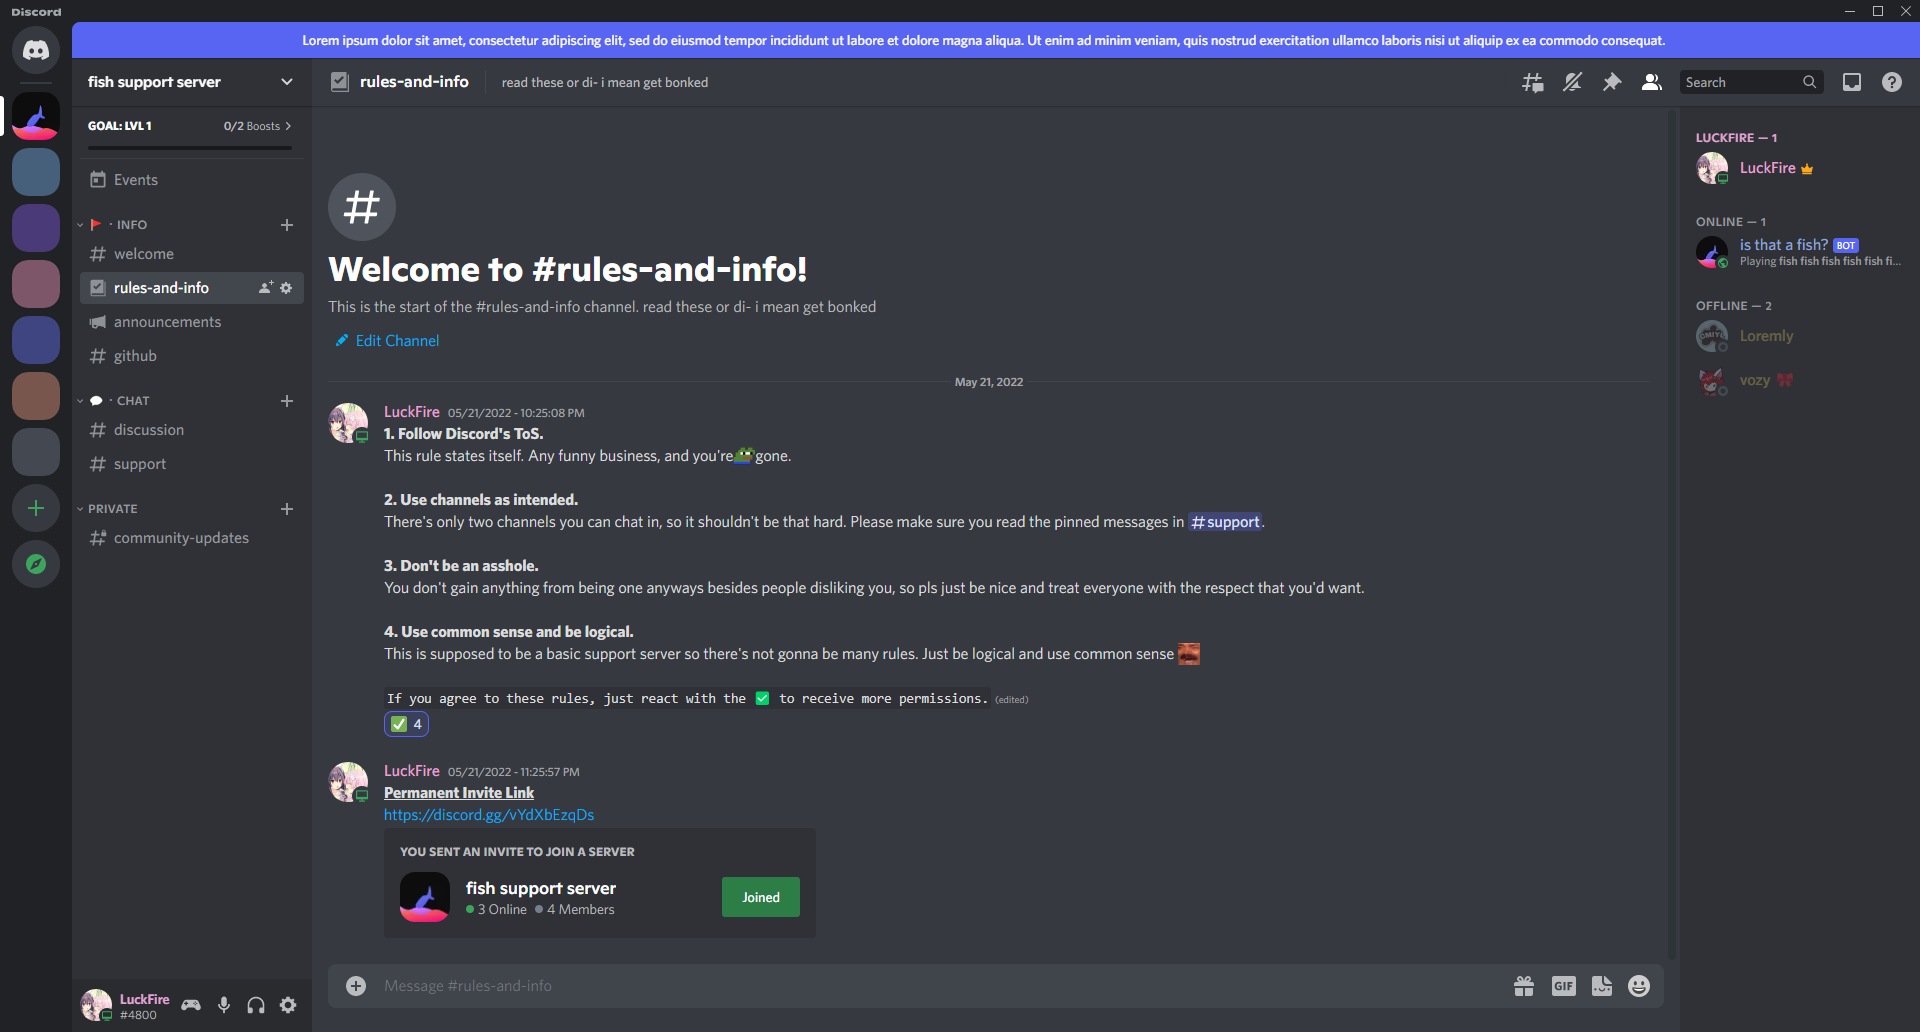 Discord
Lorem ipsum dolor sit amet, consectetur adipiscing elit, sed do eiusmod tempor incididunt ut labore et dolore magna aliqua. Ut enim ad minim veniam, quis nostrud exercitation ullamco laboris nisi ut aliquip ex ea commodo consequat.
fish support server
rules-and-info
read these or di- i mean get bonked
Search
GOAL: LVL 1
0/2 Boosts
Events
· INFO
welcome
rules-and-info
announcements
github
· CHAT
discussion
support
PRIVATE
community-updates
LuckFire
#4800
Welcome to #rules-and-info!
This is the start of the #rules-and-info channel. read these or di- i mean get bonked
Edit Channel
May 21, 2022
LuckFire 05/21/2022 - 10:25:08 PM
1. Follow Discord's ToS.
This rule states itself. Any funny business, and you're gone.
2. Use channels as intended.
There's only two channels you can chat in, so it shouldn't be that hard. Please make sure you read the pinned messages in #support.
3. Don't be an asshole.
You don't gain anything from being one anyways besides people disliking you, so pls just be nice and treat everyone with the respect that you'd want.
4. Use common sense and be logical.
This is supposed to be a basic support server so there's not gonna be many rules. Just be logical and use common sense
If you agree to these rules, just react with the ✅ to receive more permissions. (edited)
✅ 4
LuckFire 05/21/2022 - 11:25:57 PM
Permanent Invite Link
https://discord.gg/vYdXbEzqDs
YOU SENT AN INVITE TO JOIN A SERVER
fish support server
3 Online 4 Members
Joined
Message #rules-and-info
GIF
LUCKFIRE — 1
LuckFire
ONLINE — 1
is that a fish? BOT
Playing fish fish fish fish fish fi...
OFFLINE — 2
Loremly
vozy